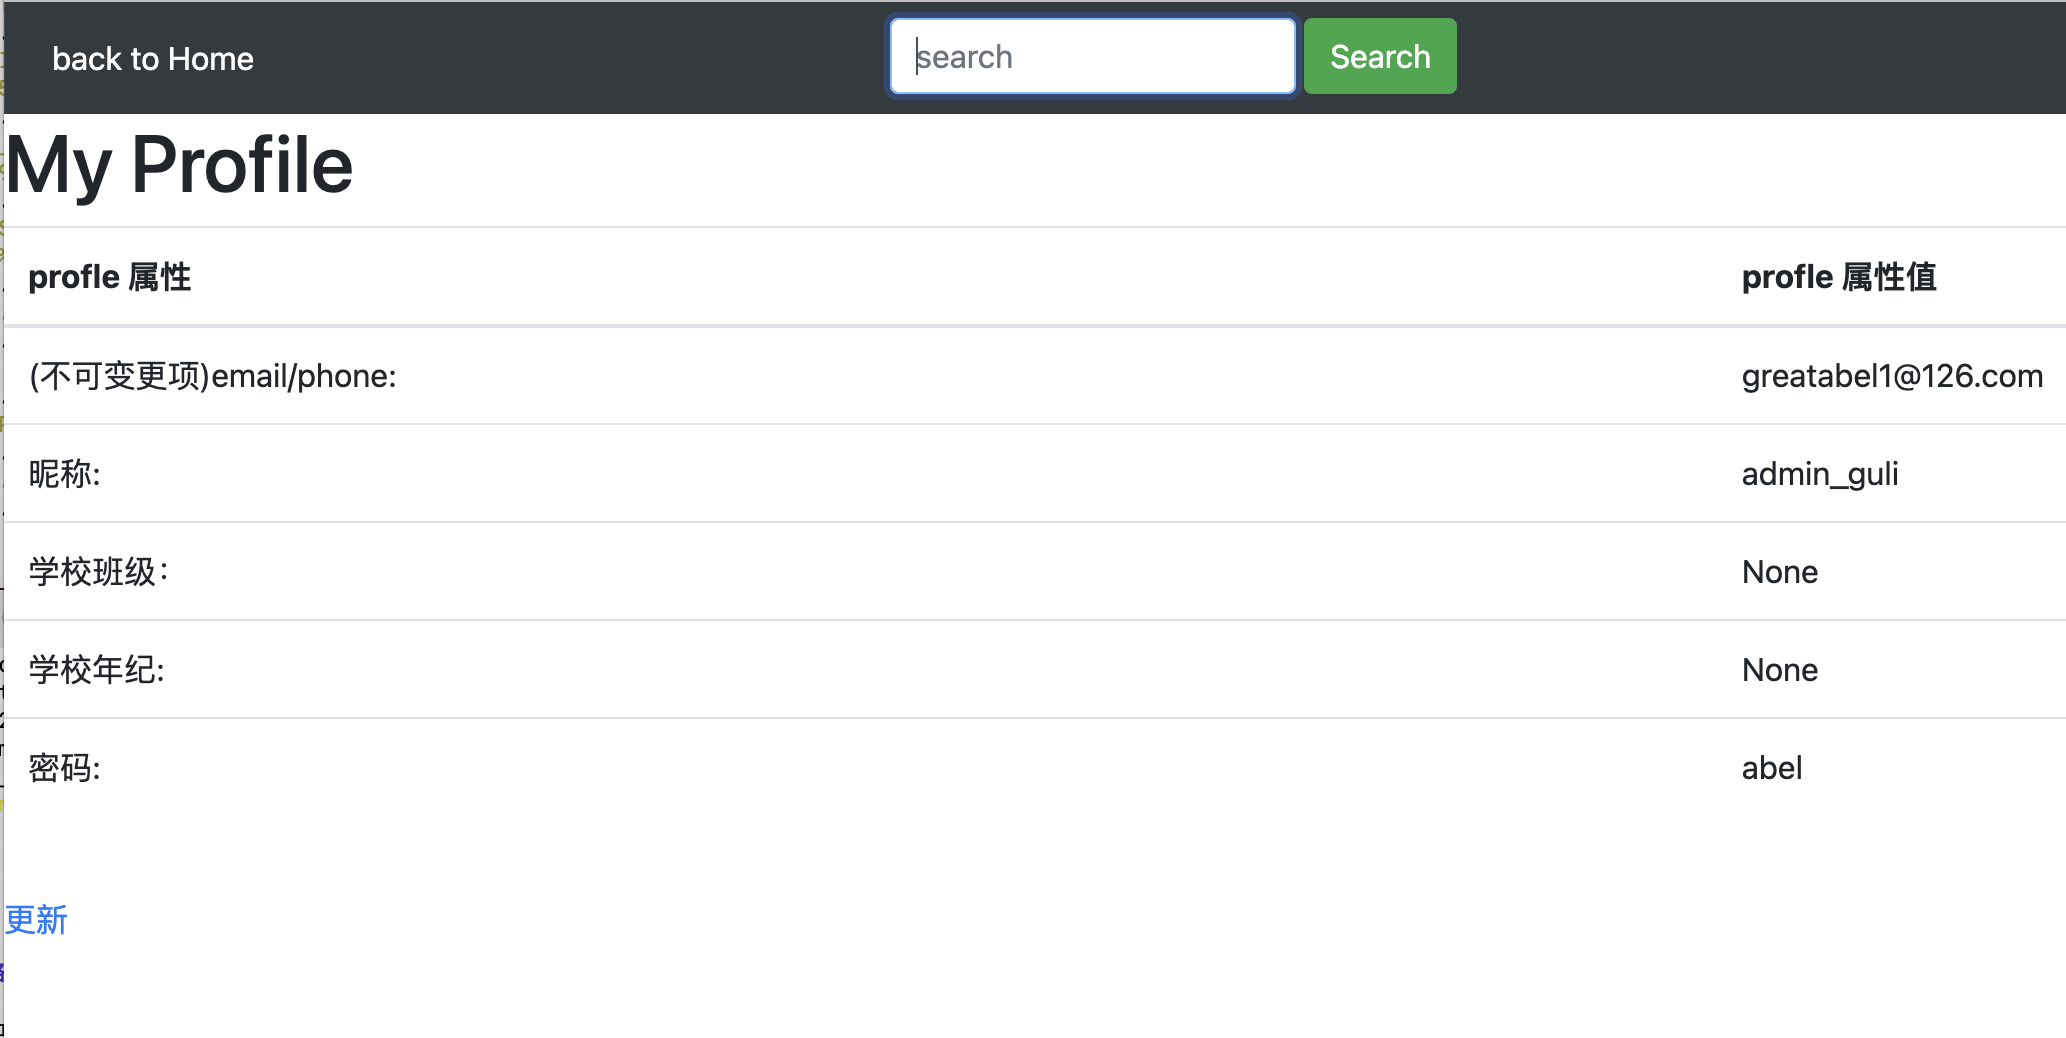 back to Home
search
Search
My Profile
profle 属性
profle 属性值
(不可变更项)email/phone:
greatabel1@126.com
昵称:
admin_guli
学校班级：
None
学校年纪:
None
密码:
abel
更新